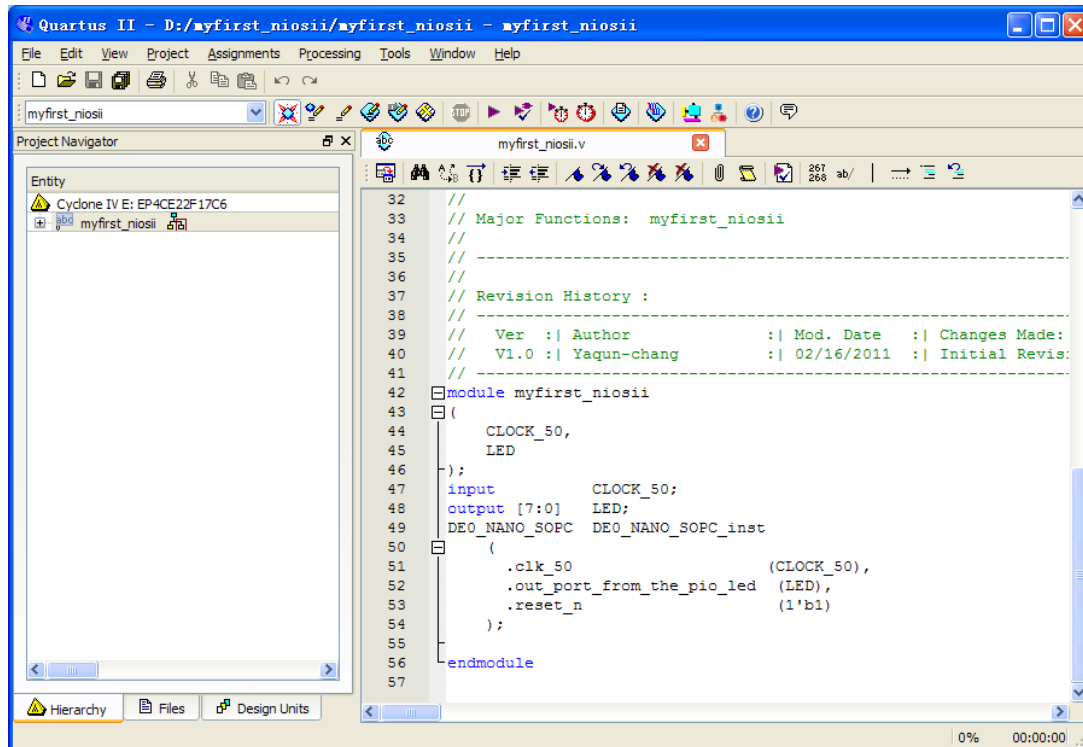 Quartus II - D:/myfirst_niosii/myfirst_niosii - myfirst_niosii
File Edit View Project Assignments Processing Tools Window Help
myfirst_niosii
STOP
Project Navigator
abc myfirst_niosii.v
267 268 ab/
Entity
Cyclone IV E: EP4CE22F17C6
abc myfirst_niosii
32 //
33 // Major Functions: myfirst_niosii
34 //
35 // --------------------------------------------------------------------
36 //
37 // Revision History :
38 // --------------------------------------------------------------------
39 // Ver :| Author :| Mod. Date :| Changes Made:
40 // V1.0 :| Yaqun-chang :| 02/16/2011 :| Initial Revis
41 // --------------------------------------------------------------------
42 module myfirst_niosii
43 (
44 CLOCK_50,
45 LED
46 );
47 input CLOCK_50;
48 output [7:0] LED;
49 DE0_NANO_SOPC DE0_NANO_SOPC_inst
50 (
51 .clk_50 (CLOCK_50),
52 .out_port_from_the_pio_led (LED),
53 .reset_n (1'b1)
54 );
55
56 endmodule
57
Hierarchy Files Design Units
0% 00:00:00